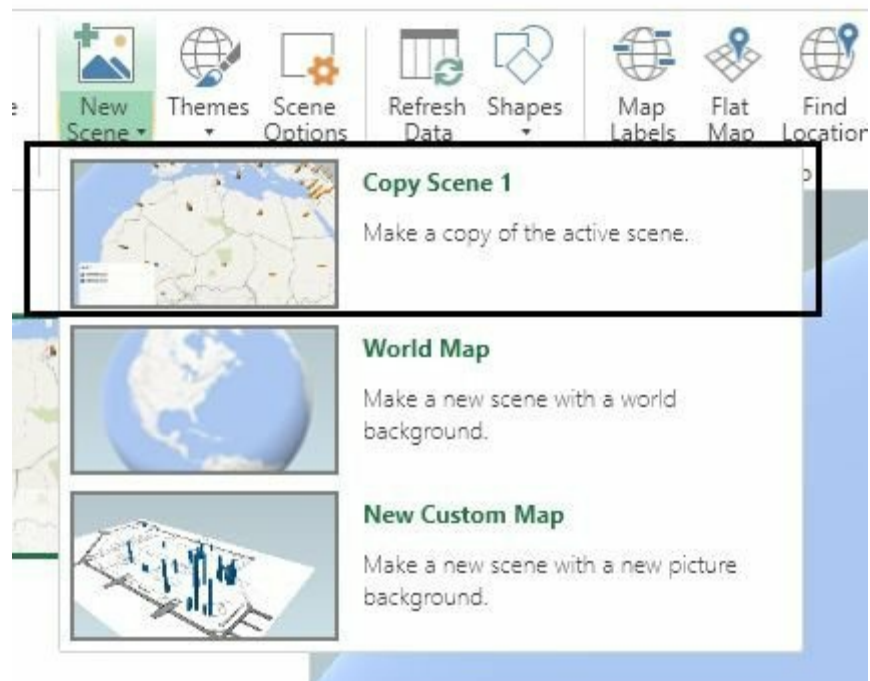 New Scene
Themes
Scene Options
Refresh Data
Shapes
Map Labels
Flat Map
Find Location
Copy Scene 1
Make a copy of the active scene.
World Map
Make a new scene with a world
background.
New Custom Map
Make a new scene with a new picture
background.